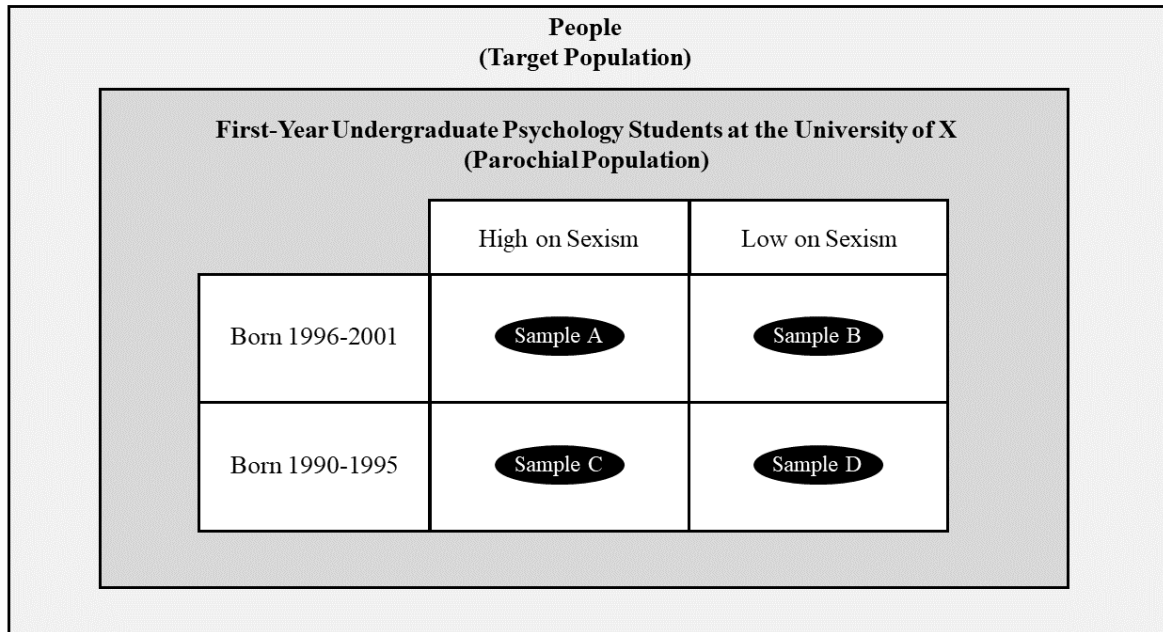 People
(Target Population)
First-Year Undergraduate Psychology Students at the University of X
(Parochial Population)
High on Sexism Low on Sexism
Born 1996-2001 Sample A Sample B
Born 1990-1995 Sample C Sample D